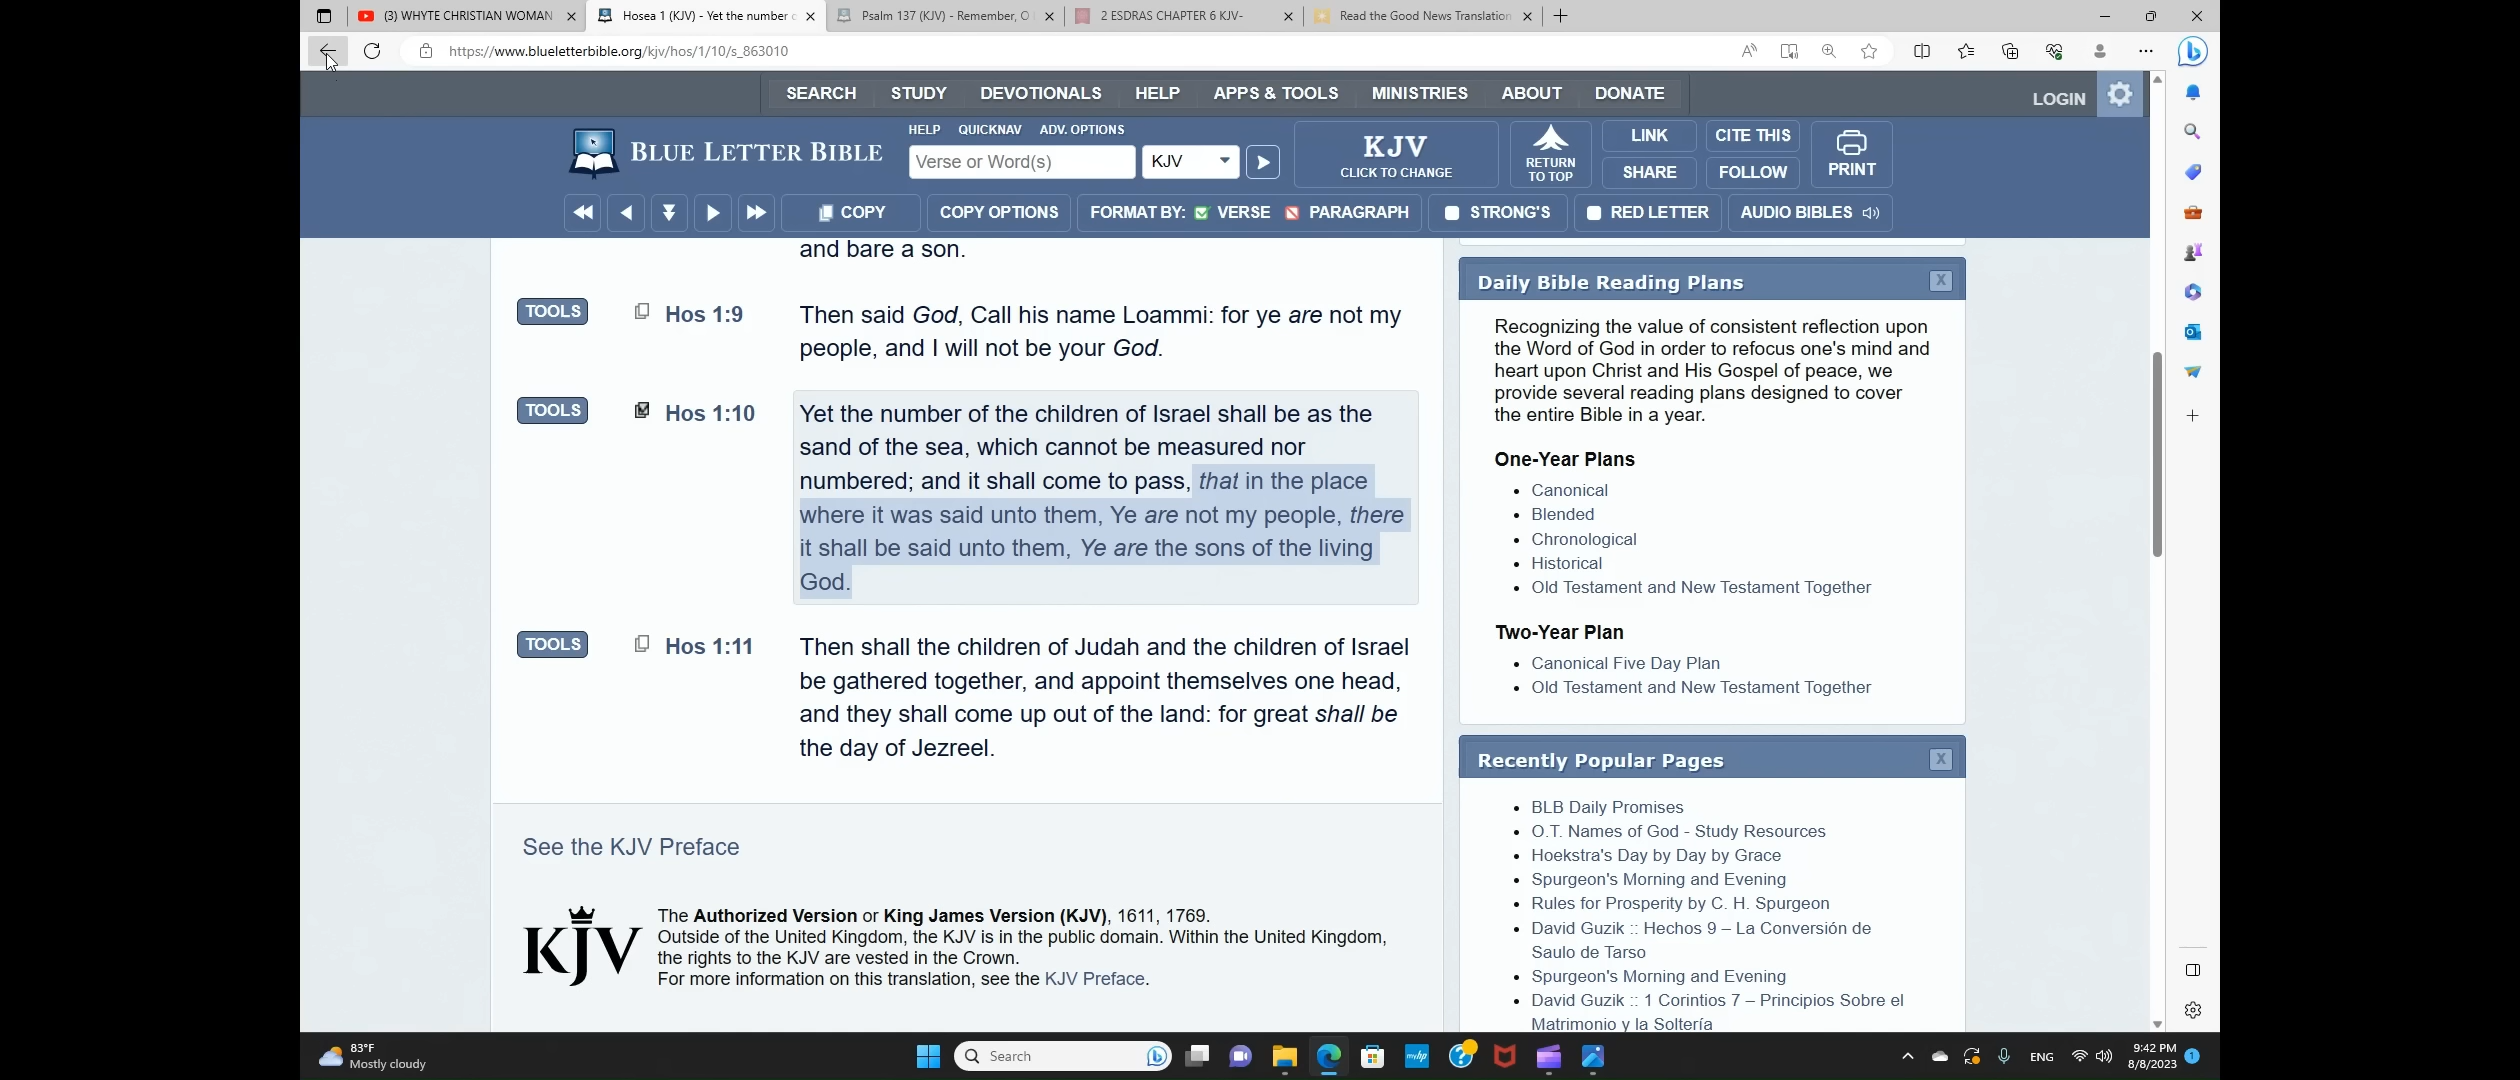 (3) WHYTE CHRISTIAN WOMAN
Hosea 1 (KJV) - Yet the number o
Psalm 137 (KJV) - Remember, O
2 ESDRAS CHAPTER 6 KJV-
Read the Good News Translation
https://www.blueletterbible.org/kjv/hos/1/10/s_863010
SEARCH STUDY DEVOTIONALS HELP APPS & TOOLS MINISTRIES ABOUT DONATE
LOGIN
HELP QUICKNAV ADV. OPTIONS
BLUE LETTER BIBLE
Verse or Word(s)
KJV
KJV
CLICK TO CHANGE
RETURN
TO TOP
LINK
CITE THIS
SHARE
FOLLOW
PRINT
COPY
COPY OPTIONS
FORMAT BY: VERSE PARAGRAPH
STRONG'S
RED LETTER
AUDIO BIBLES
and bare a son.
TOOLS
Hos 1:9
Then said God, Call his name Loammi: for ye are not my
people, and I will not be your God.
TOOLS
Hos 1:10
Yet the number of the children of Israel shall be as the
sand of the sea, which cannot be measured nor
numbered; and it shall come to pass, that in the place
where it was said unto them, Ye are not my people, there
it shall be said unto them, Ye are the sons of the living
God.
TOOLS
Hos 1:11
Then shall the children of Judah and the children of Israel
be gathered together, and appoint themselves one head,
and they shall come up out of the land: for great shall be
the day of Jezreel.
See the KJV Preface
KJV
The Authorized Version or King James Version (KJV), 1611, 1769.
Outside of the United Kingdom, the KJV is in the public domain. Within the United Kingdom,
the rights to the KJV are vested in the Crown.
For more information on this translation, see the KJV Preface.
Daily Bible Reading Plans
X
Recognizing the value of consistent reflection upon
the Word of God in order to refocus one's mind and
heart upon Christ and His Gospel of peace, we
provide several reading plans designed to cover
the entire Bible in a year.
One-Year Plans
Canonical
Blended
Chronological
Historical
Old Testament and New Testament Together
Two-Year Plan
Canonical Five Day Plan
Old Testament and New Testament Together
Recently Popular Pages
X
BLB Daily Promises
O.T. Names of God - Study Resources
Hoekstra's Day by Day by Grace
Spurgeon's Morning and Evening
Rules for Prosperity by C. H. Spurgeon
David Guzik :: Hechos 9 – La Conversión de
Saulo de Tarso
Spurgeon's Morning and Evening
David Guzik :: 1 Corintios 7 – Principios Sobre el
Matrimonio y la Soltería
83°F
Mostly cloudy
Search
myhp
ENG
9:42 PM
8/8/2023
1